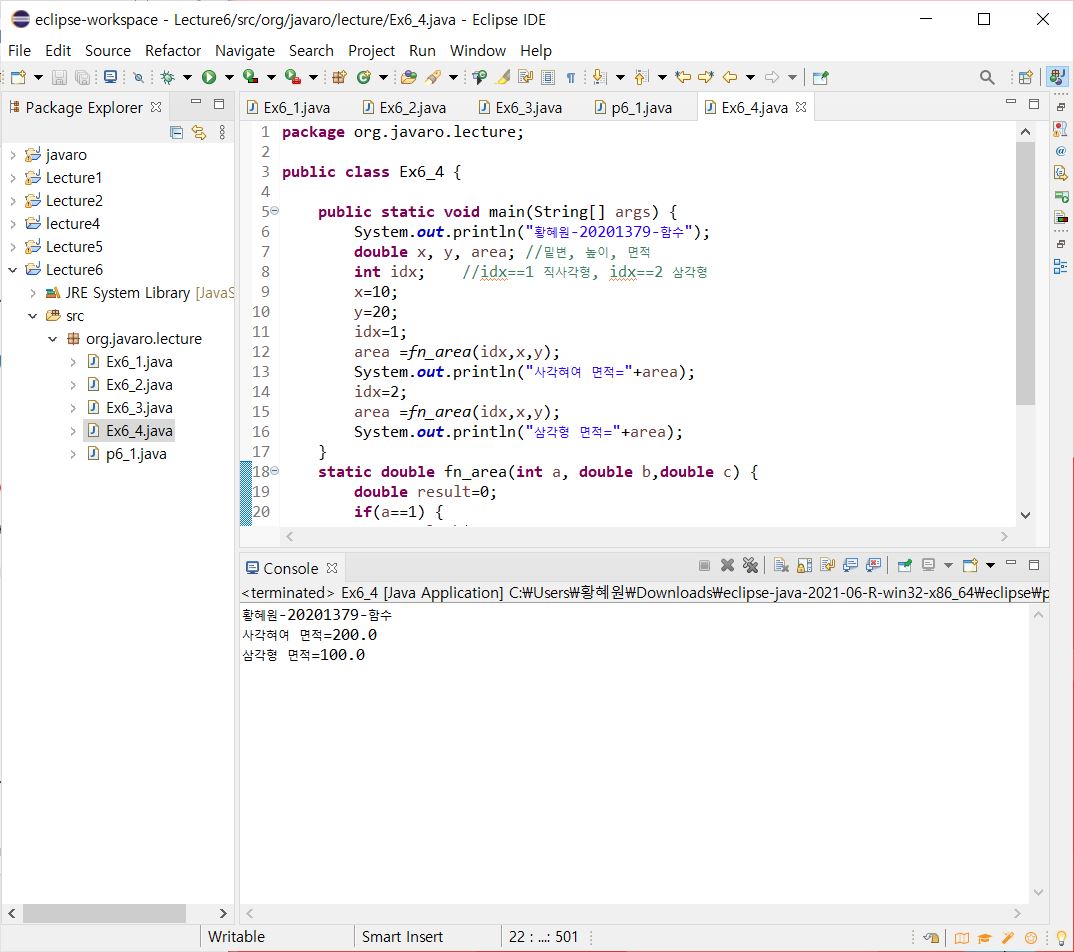 eclipse-workspace - Lecture6/src/org/javaro/lecture/Ex6_4.java - Eclipse IDE
File Edit Source Refactor Navigate Search Project Run Window Help
Package Explorer
javaro
Lecture1
Lecture2
lecture4
Lecture5
Lecture6
JRE System Library [JavaS
src
org.javaro.lecture
Ex6_1.java
Ex6_2.java
Ex6_3.java
Ex6_4.java
p6_1.java
Ex6_1.java Ex6_2.java Ex6_3.java p6_1.java Ex6_4.java
1 package org.javaro.lecture;
2
3 public class Ex6_4 {
4
5 public static void main(String[] args) {
6 System.out.println("황혜원-20201379-함수");
7 double x, y, area; //밑변, 높이, 면적
8 int idx; //idx==1 직사각형, idx==2 삼각형
9 x=10;
10 y=20;
11 idx=1;
12 area =fn_area(idx,x,y);
13 System.out.println("사각혀여 면적="+area);
14 idx=2;
15 area =fn_area(idx,x,y);
16 System.out.println("삼각형 면적="+area);
17 }
18 static double fn_area(int a, double b,double c) {
19 double result=0;
20 if(a==1) {
Console
<terminated> Ex6_4 [Java Application] C:₩Users₩황혜원₩Downloads₩eclipse-java-2021-06-R-win32-x86_64₩eclipse₩p
황혜원-20201379-함수
사각혀여 면적=200.0
삼각형 면적=100.0
Writable Smart Insert 22 : ...: 501